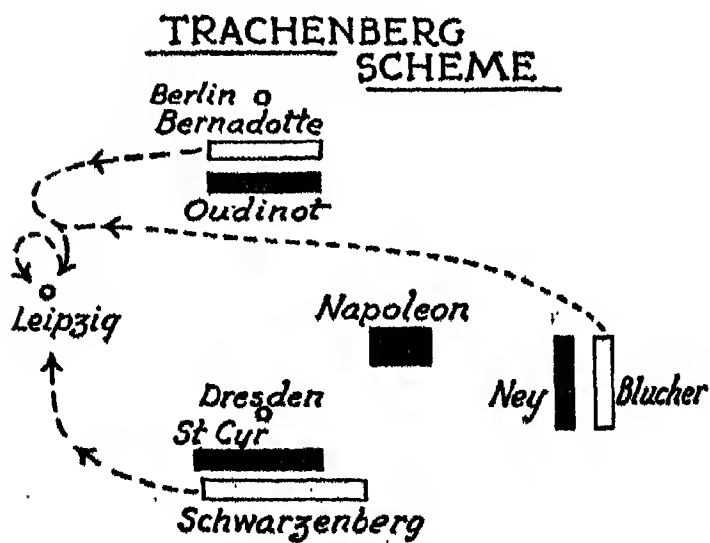 TRACHENBERG
SCHEME
Berlin
Bernadotte
Oudinot
Leipzig
Napoleon
Ney
Blucher
Dresden
St Cyr
Schwarzenberg